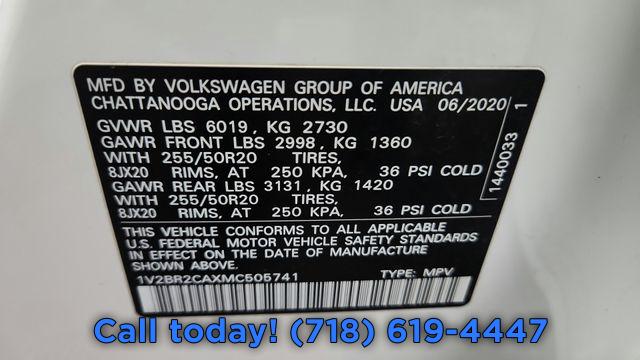 MFD BY VOLKSWAGEN GROUP OF AMERICA
CHATTANOOGA OPERATIONS, LLC. USA 06/2020
GVWR LBS 6019, KG 2730
GAWR FRONT LBS 2998, KG 1360
WITH 255/50R20 TIRES,
8JX20 RIMS, AT 250 KPA, 36 PSI COLD
GAWR REAR LBS 3131, KG 1420
WITH 255/50R20 TIRES,
8JX20 RIMS, AT 250 KPA, 36 PSI COLD
THIS VEHICLE CONFORMS TO ALL APPLICABLE
U.S. FEDERAL MOTOR VEHICLE SAFETY STANDARDS
IN EFFECT ON THE DATE OF MANUFACTURE
SHOWN ABOVE
1V2BR2CAXMC505741 TYPE: MPV
1440033 1
Call today! (718) 619-4447